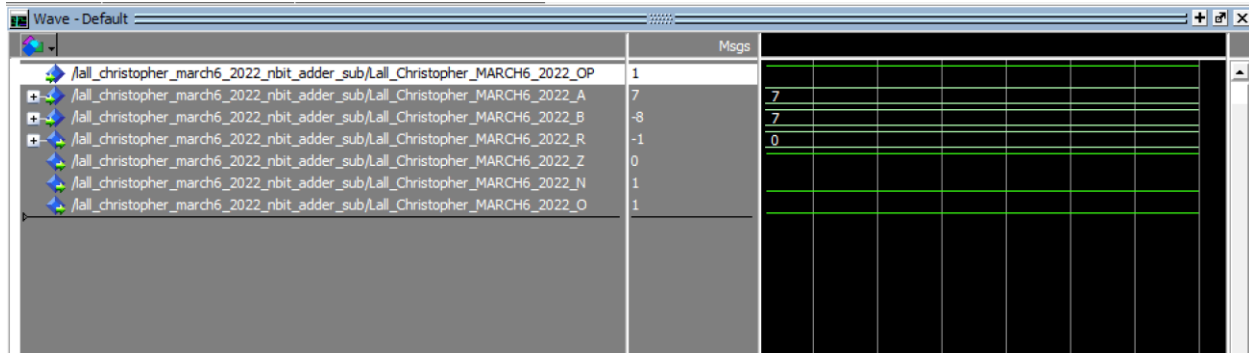 Wave - Default
Msgs
/lall_christopher_march6_2022_nbit_adder_sub/Lall_Christopher_MARCH6_2022_OP 1
/lall_christopher_march6_2022_nbit_adder_sub/Lall_Christopher_MARCH6_2022_A 7 7
/lall_christopher_march6_2022_nbit_adder_sub/Lall_Christopher_MARCH6_2022_B -8 7
/lall_christopher_march6_2022_nbit_adder_sub/Lall_Christopher_MARCH6_2022_R -1 0
/lall_christopher_march6_2022_nbit_adder_sub/Lall_Christopher_MARCH6_2022_Z 0
/lall_christopher_march6_2022_nbit_adder_sub/Lall_Christopher_MARCH6_2022_N 1
/lall_christopher_march6_2022_nbit_adder_sub/Lall_Christopher_MARCH6_2022_O 1